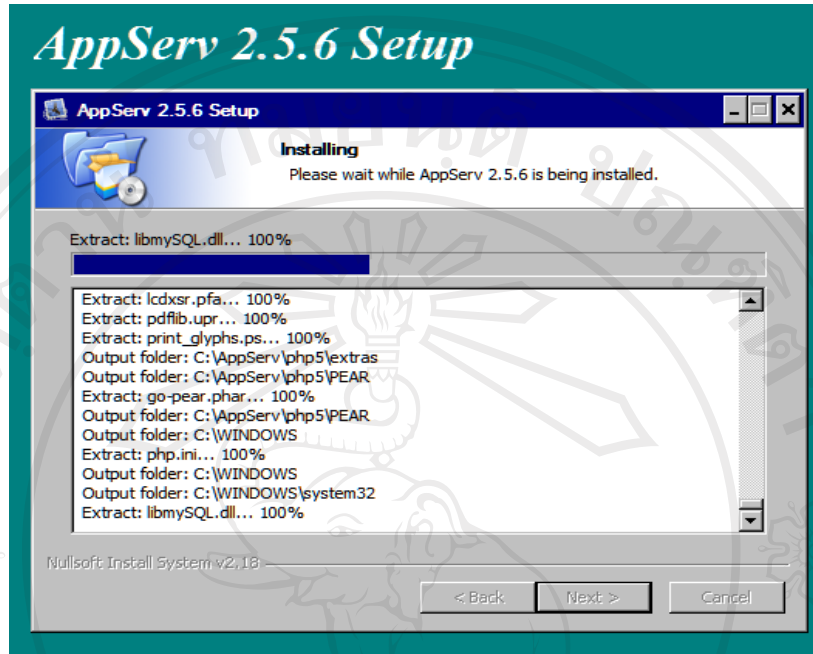 AppServ 2.5.6 Setup
AppServ 2.5.6 Setup
Installing
Please wait while AppServ 2.5.6 is being installed.
Extract: libmySQL.dll... 100%
Extract: lcdxsr.pfa... 100%
Extract: pdflib.upr... 100%
Extract: print_glyphs.ps... 100%
Output folder: C:\AppServ\php5\extras
Output folder: C:\AppServ\php5\PEAR
Extract: go-pear.phar... 100%
Output folder: C:\AppServ\php5\PEAR
Output folder: C:\WINDOWS
Extract: php.ini... 100%
Output folder: C:\WINDOWS
Output folder: C:\WINDOWS\system32
Extract: libmySQL.dll... 100%
Nullsoft Install System v2.18
< Back
Next >
Cancel